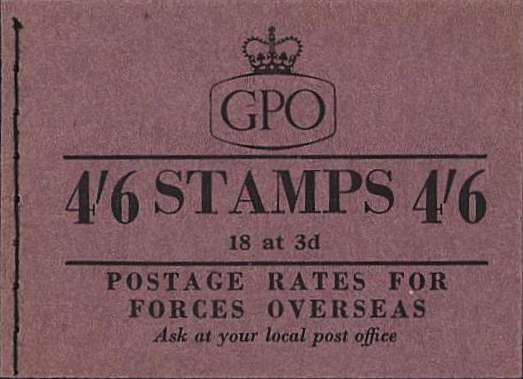 GPO
4'6 STAMPS 4'6
18 at 3d
POSTAGE RATES FOR
FORCES OVERSEAS
Ask at your local post office